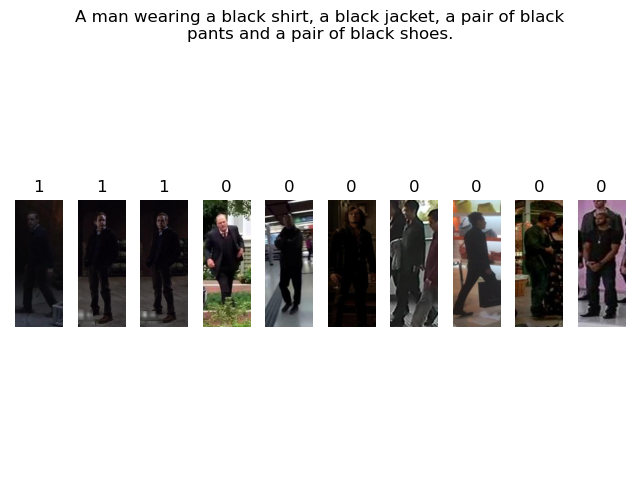 A man wearing a black shirt, a black jacket, a pair of black
pants and a pair of black shoes.
1 1 1 0 0 0 0 0 0 0